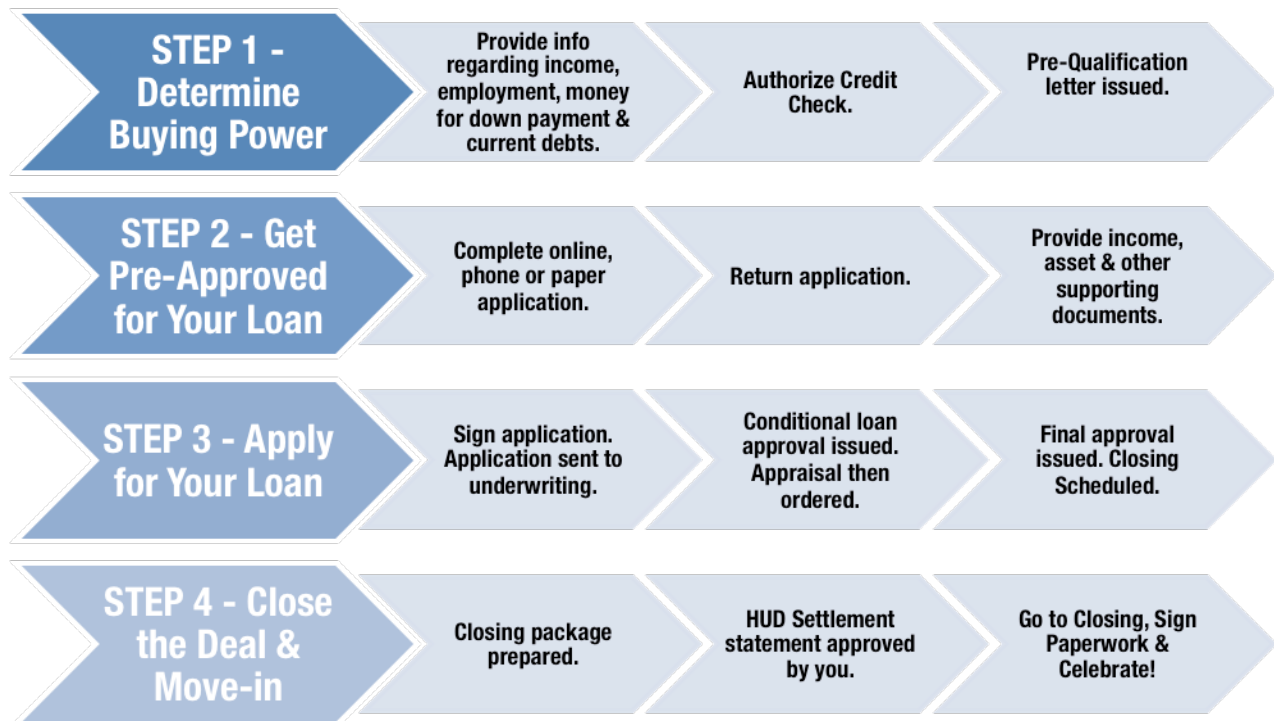 STEP 1 -
Determine
Buying Power
Provide info
regarding income,
employment, money
for down payment &
current debts.
Authorize Credit
Check.
Pre-Qualification
letter issued.
STEP 2 - Get
Pre-Approved
for Your Loan
Complete online,
phone or paper
application.
Return application.
Provide income,
asset & other
supporting
documents.
STEP 3 - Apply
for Your Loan
Sign application.
Application sent to
underwriting.
Conditional loan
approval issued.
Appraisal then
ordered.
Final approval
issued. Closing
Scheduled.
STEP 4 - Close
the Deal &
Move-in
Closing package
prepared.
HUD Settlement
statement approved
by you.
Go to Closing, Sign
Paperwork &
Celebrate!